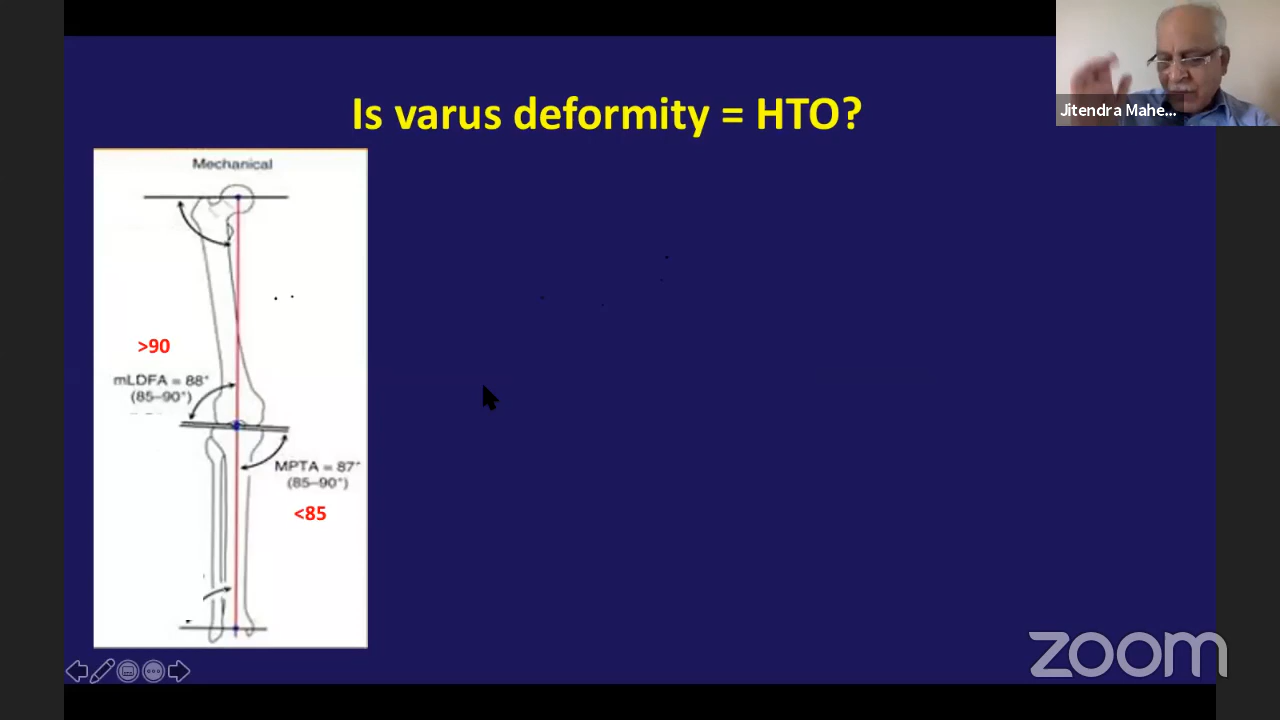 Is varus deformity = HTO?
Jitendra Mahe...
Mechanical
>90
mLDFA = 88°
(85–90°)
MPTA = 87°
(85–90°)
<85
zoom